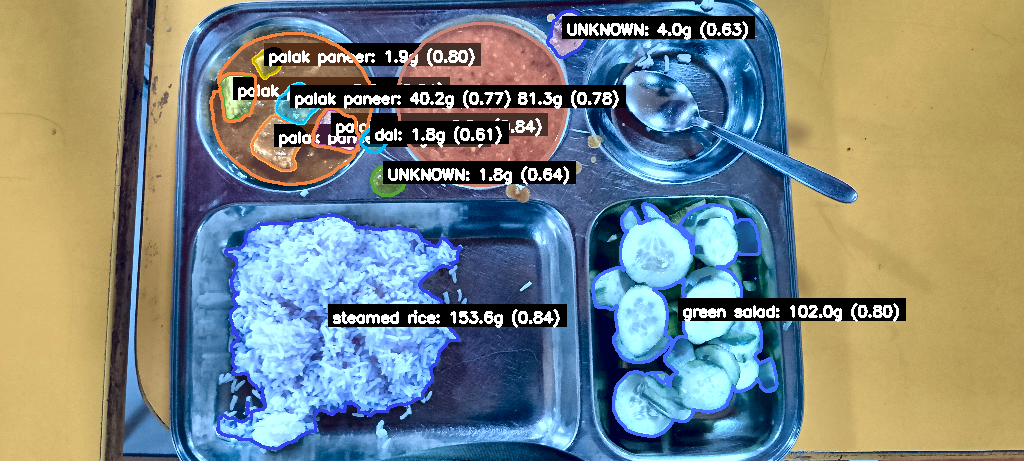 UNKNOWN: 4.0g (0.63)
palak paneer: 1.9g (0.80)
palak
palak paneer: 40.2g (0.77) 81.3g (0.78)
.84)
palak
dal: 1.8g (0.61)
UNKNOWN: 1.8g (0.64)
steamed rice: 153.6g (0.84)
green salad: 102.0g (0.80)